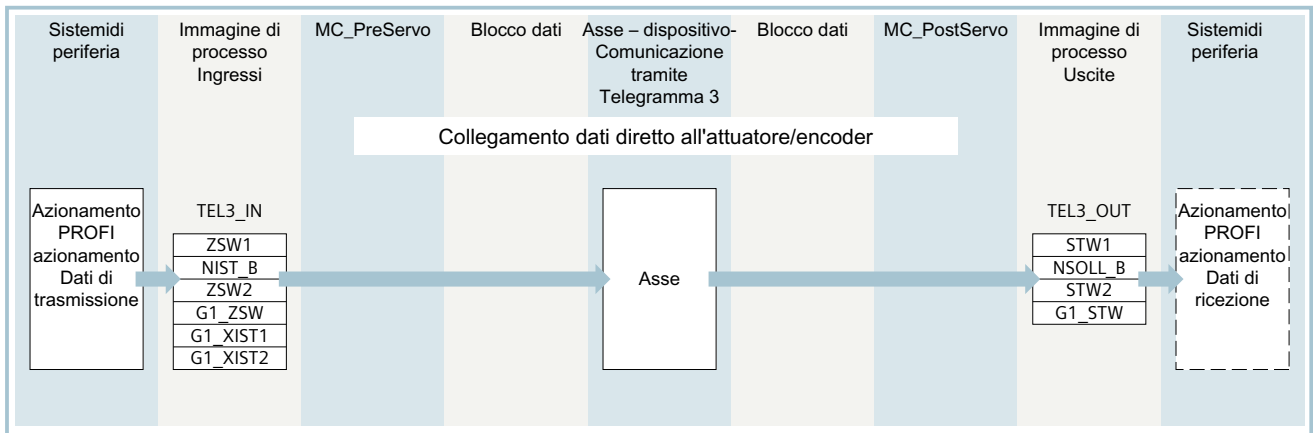 Sistemidi
periferia
Immagine di
processo
Ingressi
MC_PreServo
Blocco dati
Asse – dispositivo-
Comunicazione
tramite
Telegramma 3
Blocco dati
MC_PostServo
Immagine di
processo
Uscite
Sistemidi
periferia
Collegamento dati diretto all'attuatore/encoder
Azionamento
PROFI
azionamento
Dati di
trasmissione
TEL3_IN
ZSW1
NIST_B
ZSW2
G1_ZSW
G1_XIST1
G1_XIST2
Asse
TEL3_OUT
STW1
NSOLL_B
STW2
G1_STW
Azionamento
PROFI
azionamento
Dati di
ricezione